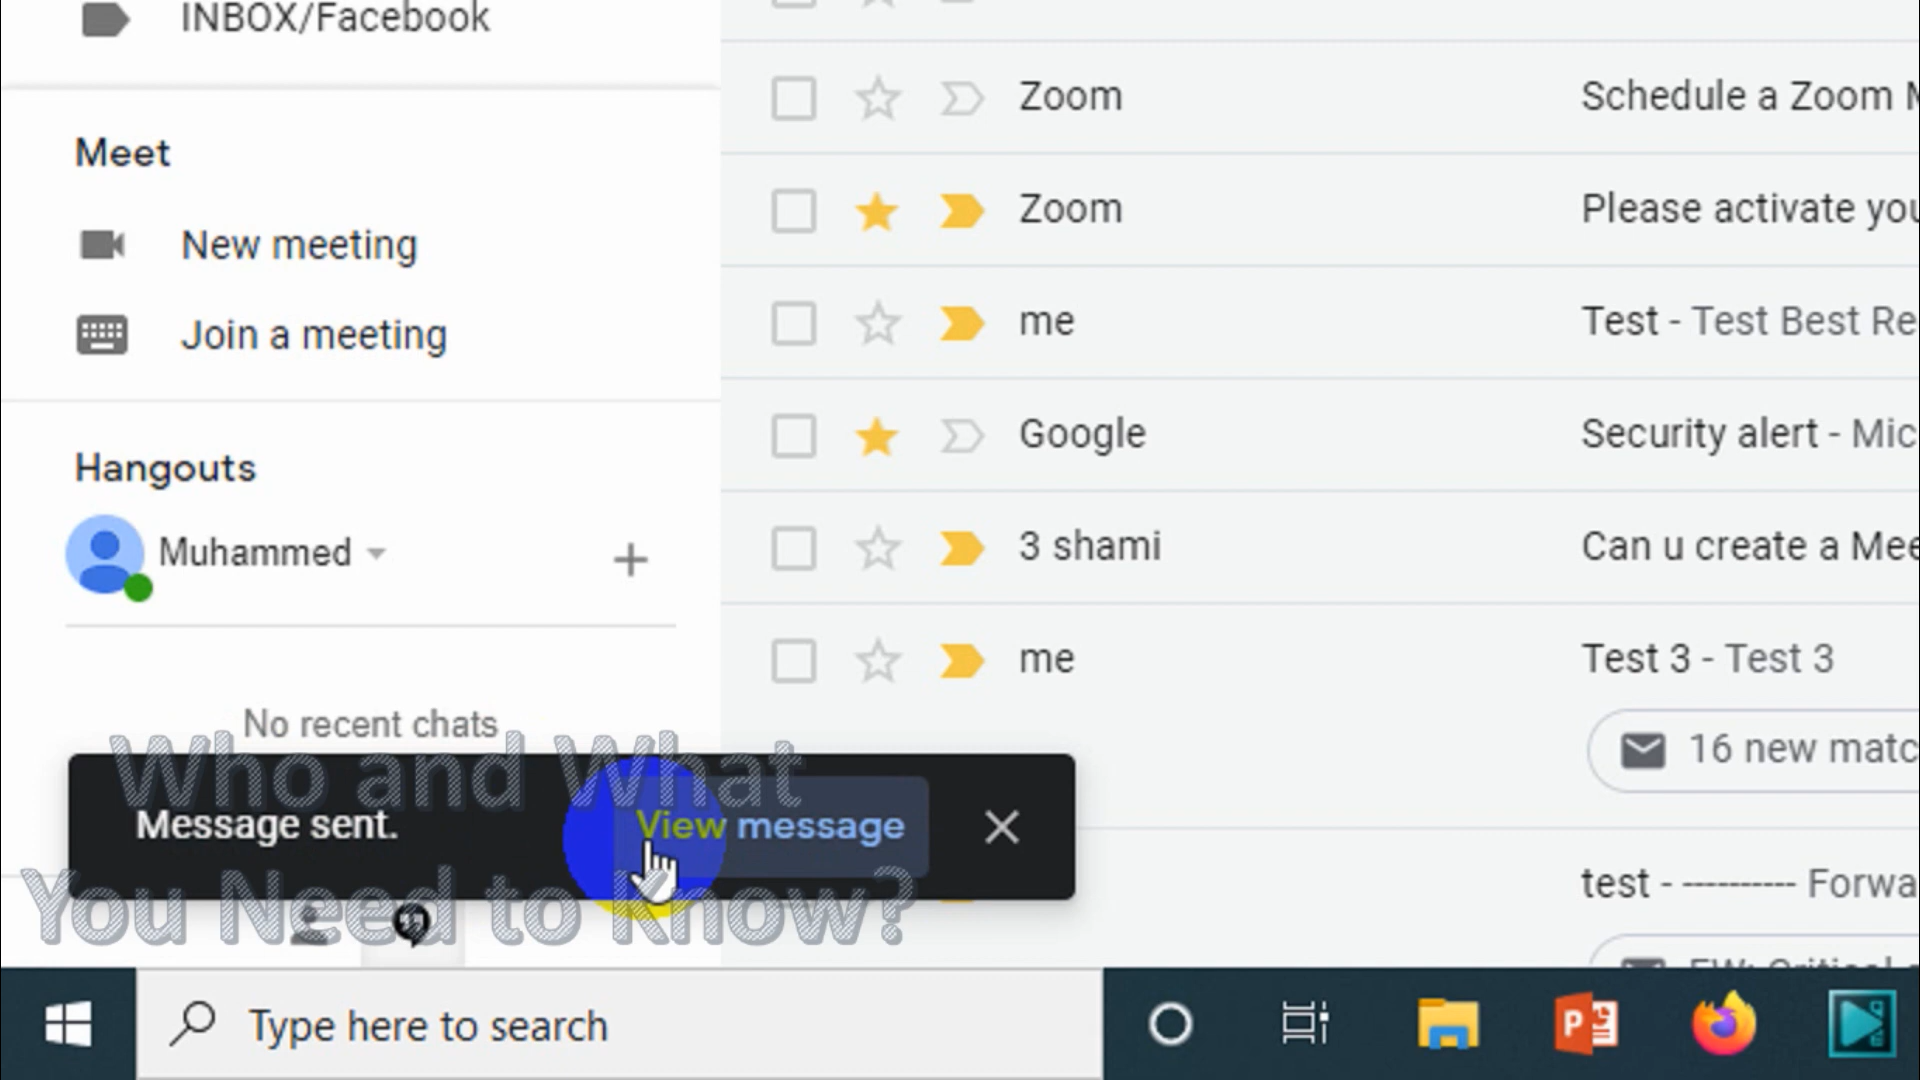 INBOX/Facebook
Meet
New meeting
Join a meeting
Hangouts
Muhammed
No recent chats
Zoom Schedule a Zoom
Zoom Please activate you
me Test - Test Best Re
Google Security alert - Mic
3 shami Can u create a Mee
me Test 3 - Test 3
16 new matc
test - ---------- Forwa
FW: Critical
Message sent. View message
Who and What
You Need to Know?
Type here to search